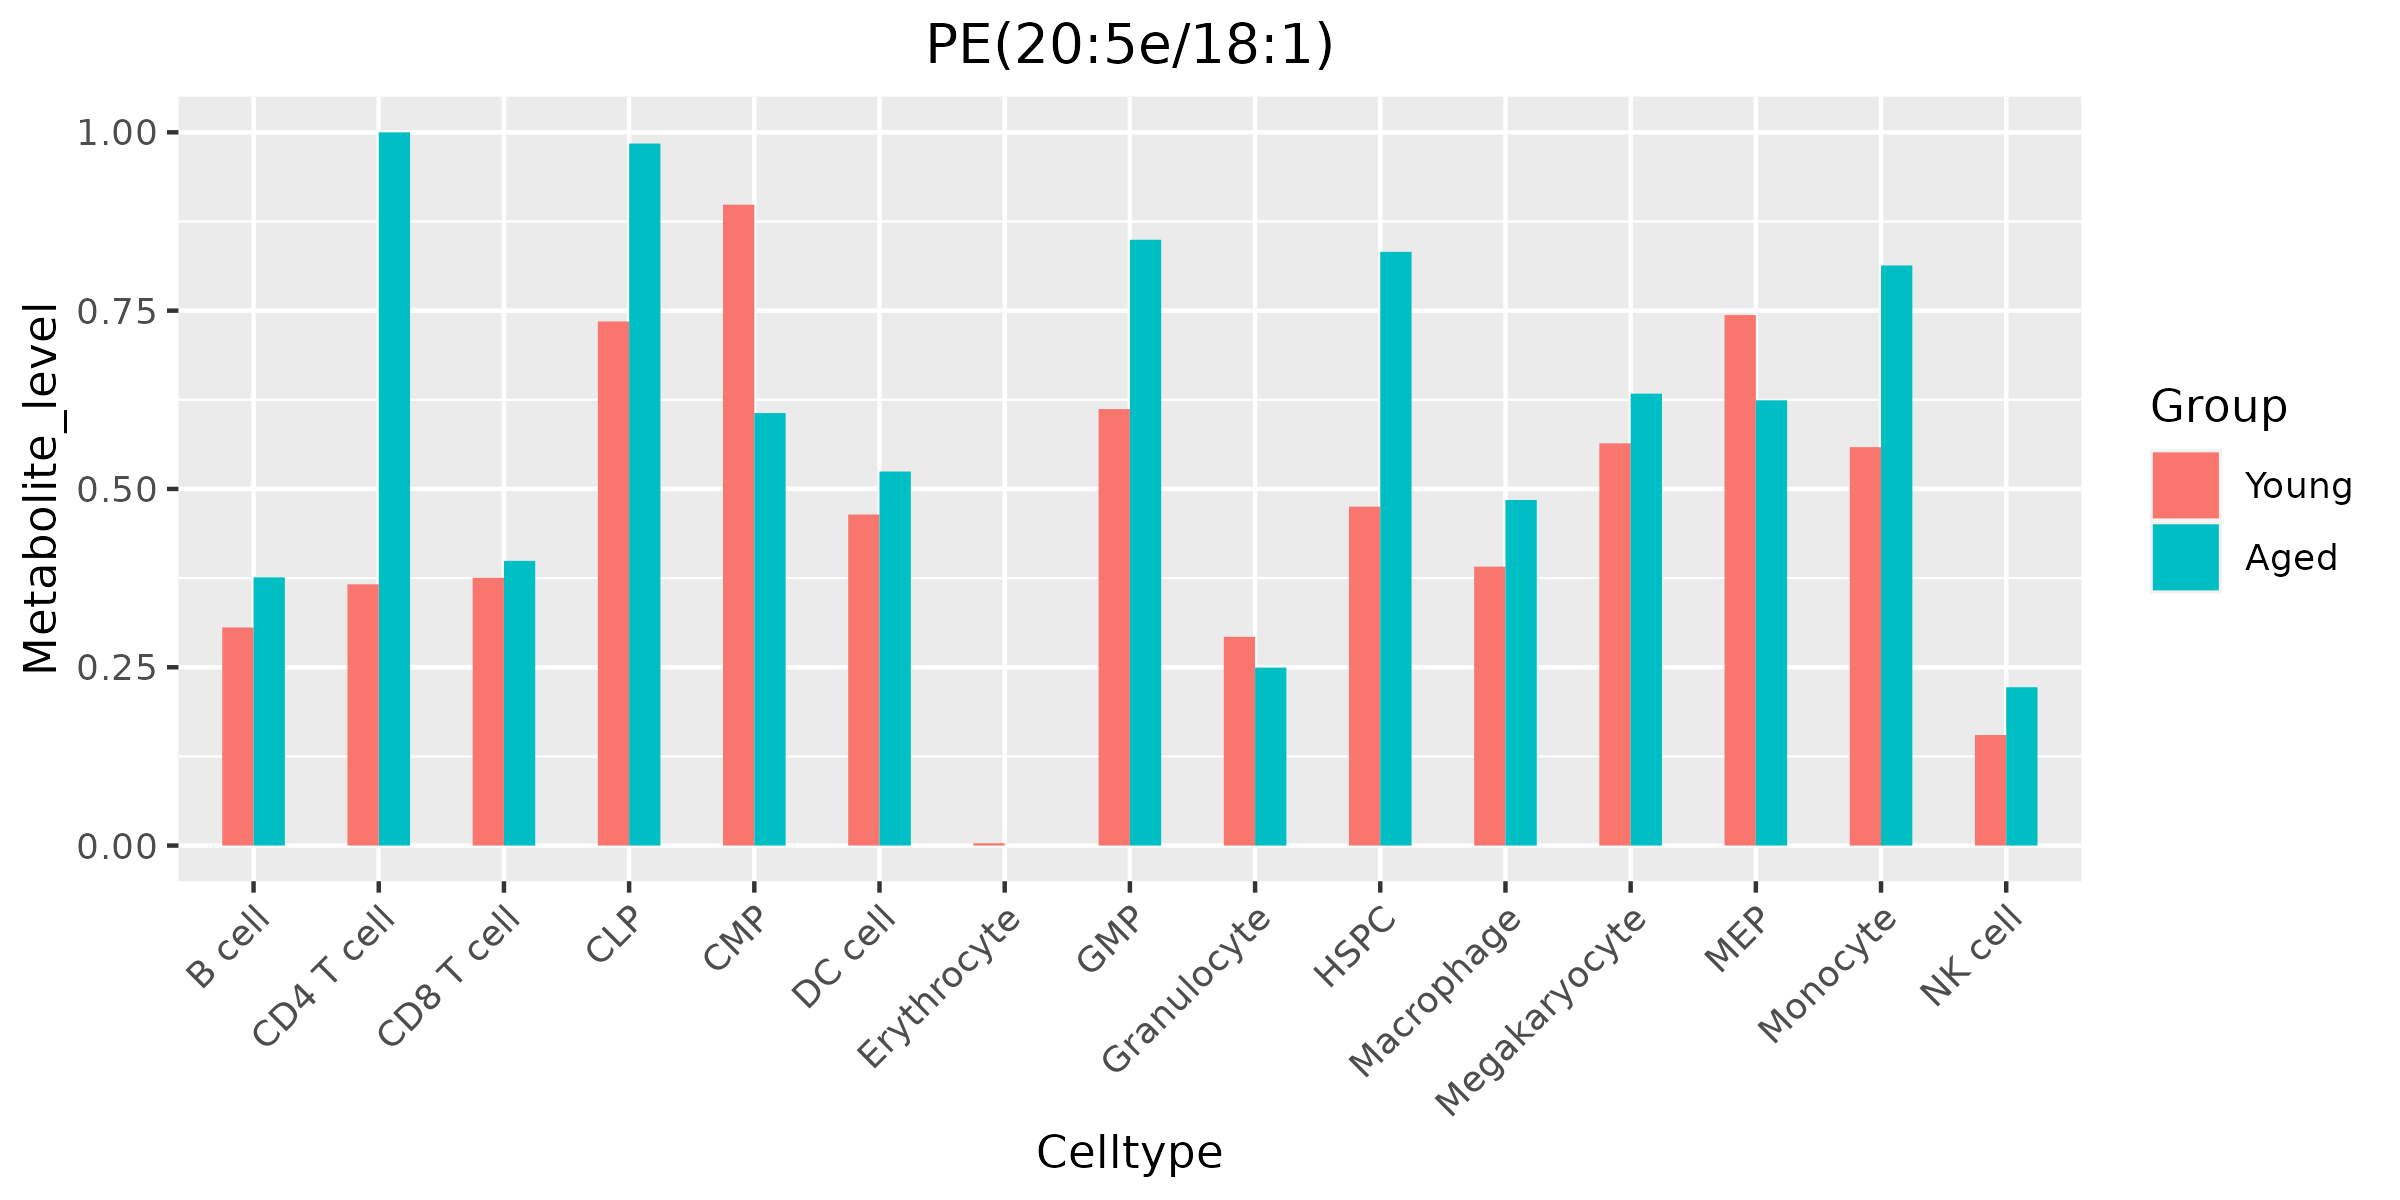 PE(20:5e/18:1)
Metabolite_level
1.00
0.75
0.50
0.25
0.00
B cell
CD4 T cell
CD8 T cell
CLP
CMP
DC cell
Erythrocyte
GMP
Granulocyte
HSPC
Macrophage
Megakaryocyte
MEP
Monocyte
NK cell
Celltype
Group
Young
Aged